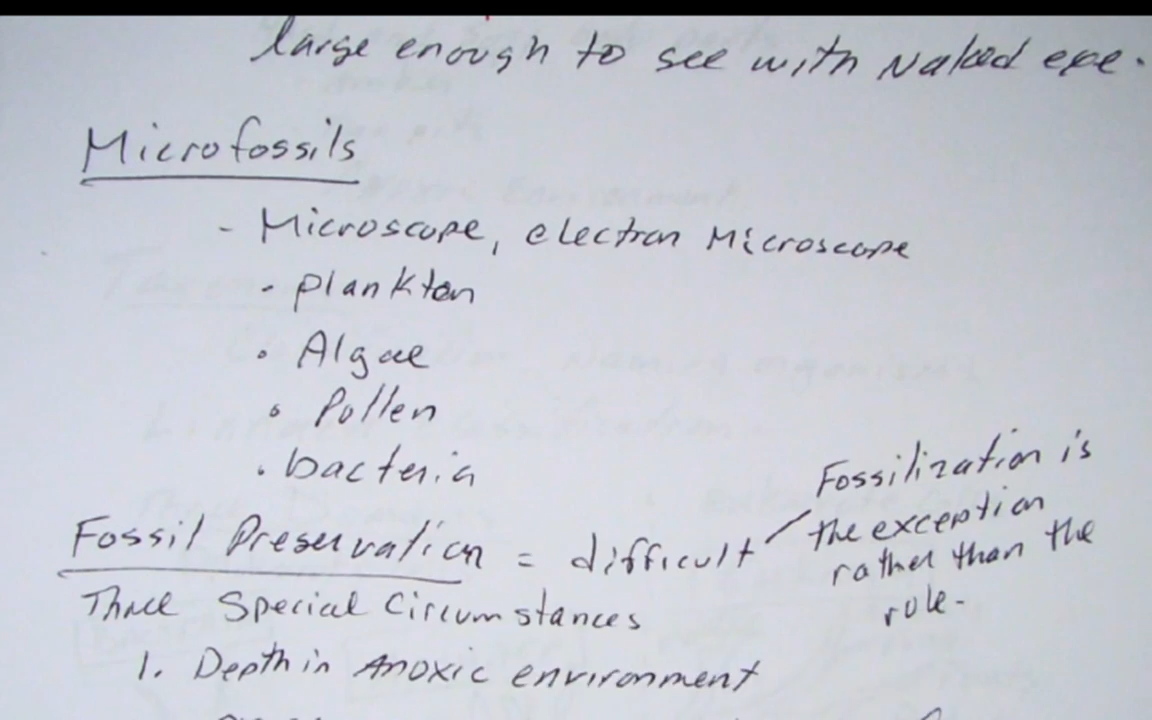 large enough to see with Naked eye.
Microfossils
- Microscope, electron Microscope
- plankton
• Algae
• Pollen
• bacteria
Fossil Preservation = difficult
Fossilization is
the exception
rather than the
role.
Three Special Circumstances
1. Depth in Anoxic environment